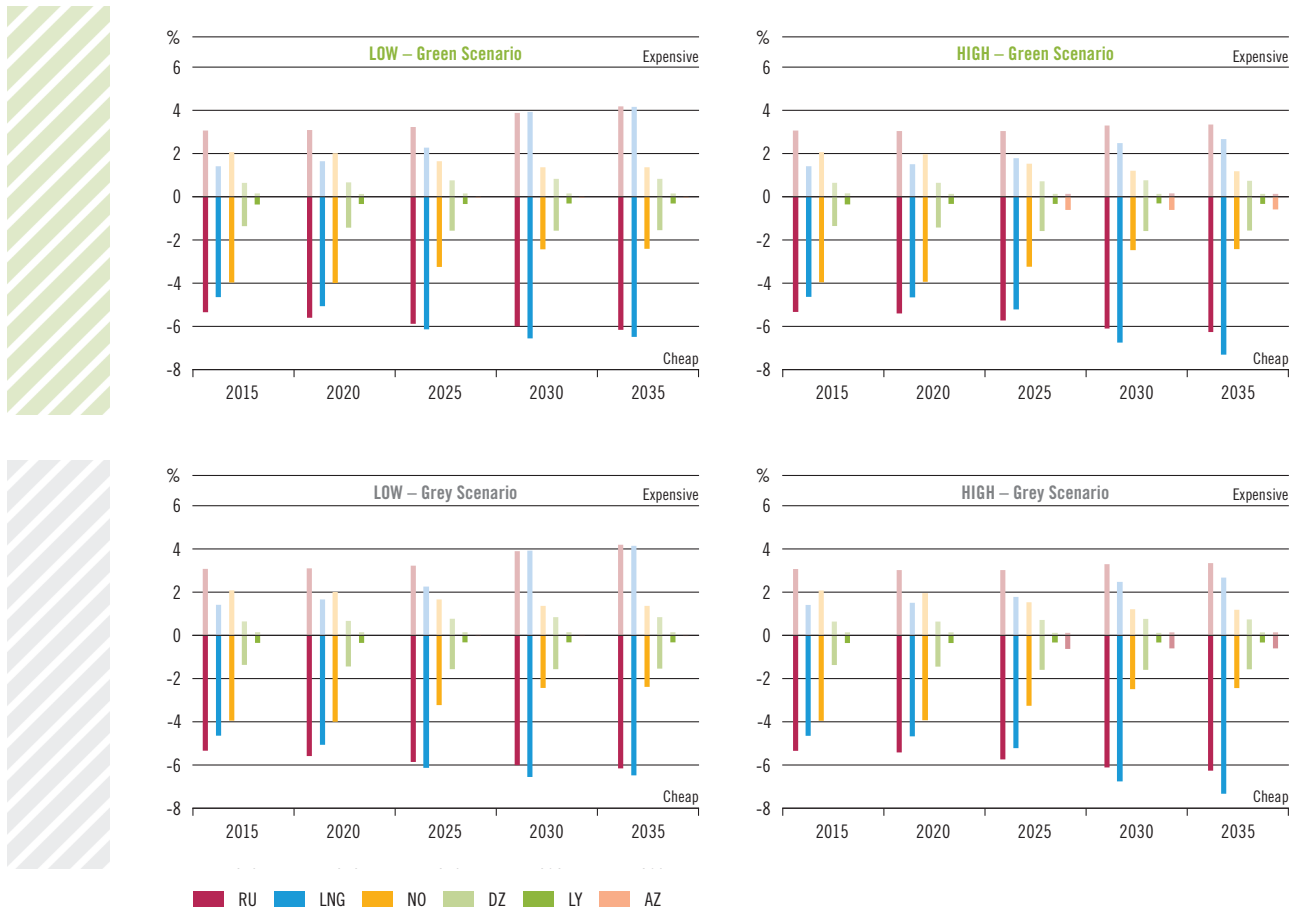 %
LOW – Green Scenario
Expensive
6
4
2
0
-2
-4
-6
-8
Cheap
2015 2020 2025 2030 2035
%
HIGH – Green Scenario
Expensive
6
4
2
0
-2
-4
-6
-8
Cheap
2015 2020 2025 2030 2035
%
LOW – Grey Scenario
Expensive
6
4
2
0
-2
-4
-6
-8
Cheap
2015 2020 2025 2030 2035
%
HIGH – Grey Scenario
Expensive
6
4
2
0
-2
-4
-6
-8
Cheap
2015 2020 2025 2030 2035
RU LNG NO DZ LY AZ